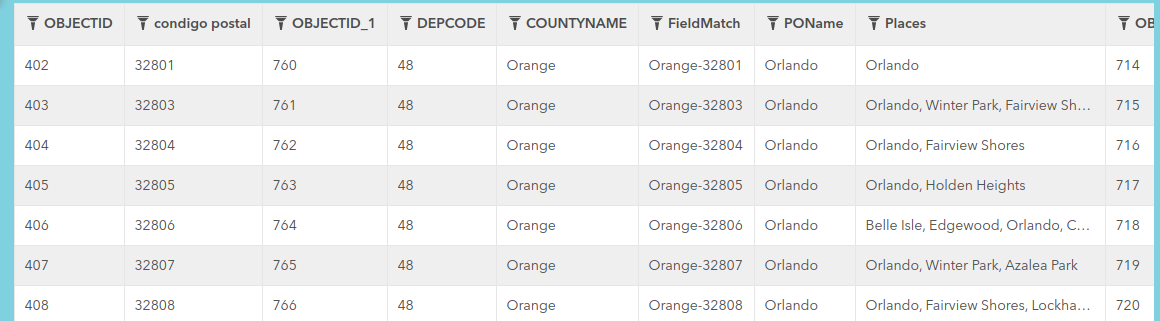 OBJECTID condigo postal OBJECTID_1 DEPCODE COUNTYNAME FieldMatch POName Places OB
402 32801 760 48 Orange Orange-32801 Orlando Orlando 714
403 32803 761 48 Orange Orange-32803 Orlando Orlando, Winter Park, Fairview Sh... 715
404 32804 762 48 Orange Orange-32804 Orlando Orlando, Fairview Shores 716
405 32805 763 48 Orange Orange-32805 Orlando Orlando, Holden Heights 717
406 32806 764 48 Orange Orange-32806 Orlando Belle Isle, Edgewood, Orlando, C... 718
407 32807 765 48 Orange Orange-32807 Orlando Orlando, Winter Park, Azalea Park 719
408 32808 766 48 Orange Orange-32808 Orlando Orlando, Fairview Shores, Lockha... 720